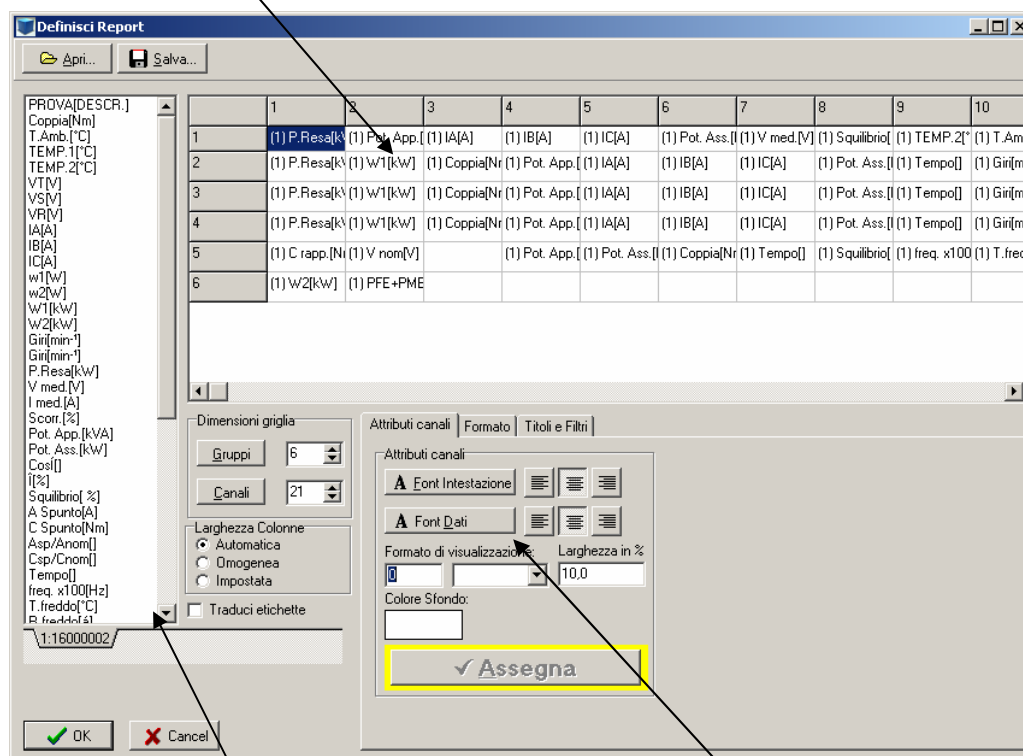 Definisci Report
Apri... Salva...
PROVA[DESCR.]
Coppia[Nm]
T.Amb.[°C]
TEMP.1[°C]
TEMP.2[°C]
VT[V]
VS[V]
VR[V]
IA[A]
IB[A]
IC[A]
w1[W]
w2[W]
W1[kW]
W2[kW]
Giri[min-¹]
Giri[min-¹]
P.Resa[kW]
V med.[V]
I med.[A]
Scorr.[%]
Pot. App.[kVA]
Pot. Ass.[kW]
CosÍ[]
Î[%]
Squilibrio[ %]
A Spunto[A]
C Spunto[Nm]
Asp/Anom[]
Csp/Cnom[]
Tempo[]
freq. x100[Hz]
T.freddo[°C]
R.freddo[á]
1:16000002
1 2 3 4 5 6 7 8 9 10
1 (1) P.Resa[kW (1) Pot. App.[ (1) IA[A] (1) IB[A] (1) IC[A] (1) Pot. Ass.[ (1) V med.[V] (1) Squilibrio[ (1) TEMP.2[° (1) T.Am
2 (1) P.Resa[k (1) W1[kW] (1) Coppia[N (1) Pot. App.[ (1) IA[A] (1) IB[A] (1) IC[A] (1) Pot. Ass.[ (1) Tempo[] (1) Giri[m
3 (1) P.Resa[k (1) W1[kW] (1) Coppia[N (1) Pot. App.[ (1) IA[A] (1) IB[A] (1) IC[A] (1) Pot. Ass.[ (1) Tempo[] (1) Giri[m
4 (1) P.Resa[k (1) W1[kW] (1) Coppia[N (1) Pot. App.[ (1) IA[A] (1) IB[A] (1) IC[A] (1) Pot. Ass.[ (1) Tempo[] (1) Giri[m
5 (1) C rapp.[N (1) V nom[V] (1) Pot. App.[ (1) Pot. Ass.[ (1) Coppia[N (1) Tempo[] (1) Squilibrio[ (1) freq. x100 (1) T.fred
6 (1) W2[kW] (1) PFE+PME
Dimensioni griglia
Gruppi 6
Canali 21
Larghezza Colonne
Automatica
Omogenea
Impostata
Traduci etichette
Attributi canali Formato Titoli e Filtri
Attributi canali
A Font Intestazione
A Font Dati
Formato di visualizzazione: Larghezza in %
0 10,0
Colore Sfondo:
Assegna
OK Cancel